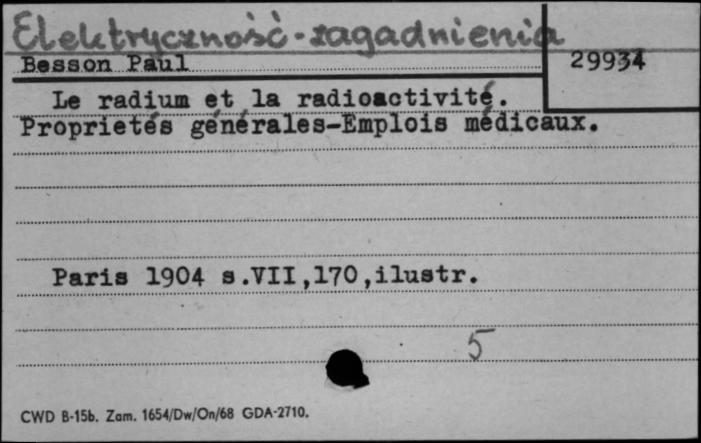 Elektryczność-zagadnienia
Besson Paul
29934
Le radium et la radioactivité.
Proprietés générales-Emplois médicaux.
Paris 1904 s.VII,170,ilustr.
5
CWD B-15b. Zam. 1654/Dw/On/68 GDA-2710.